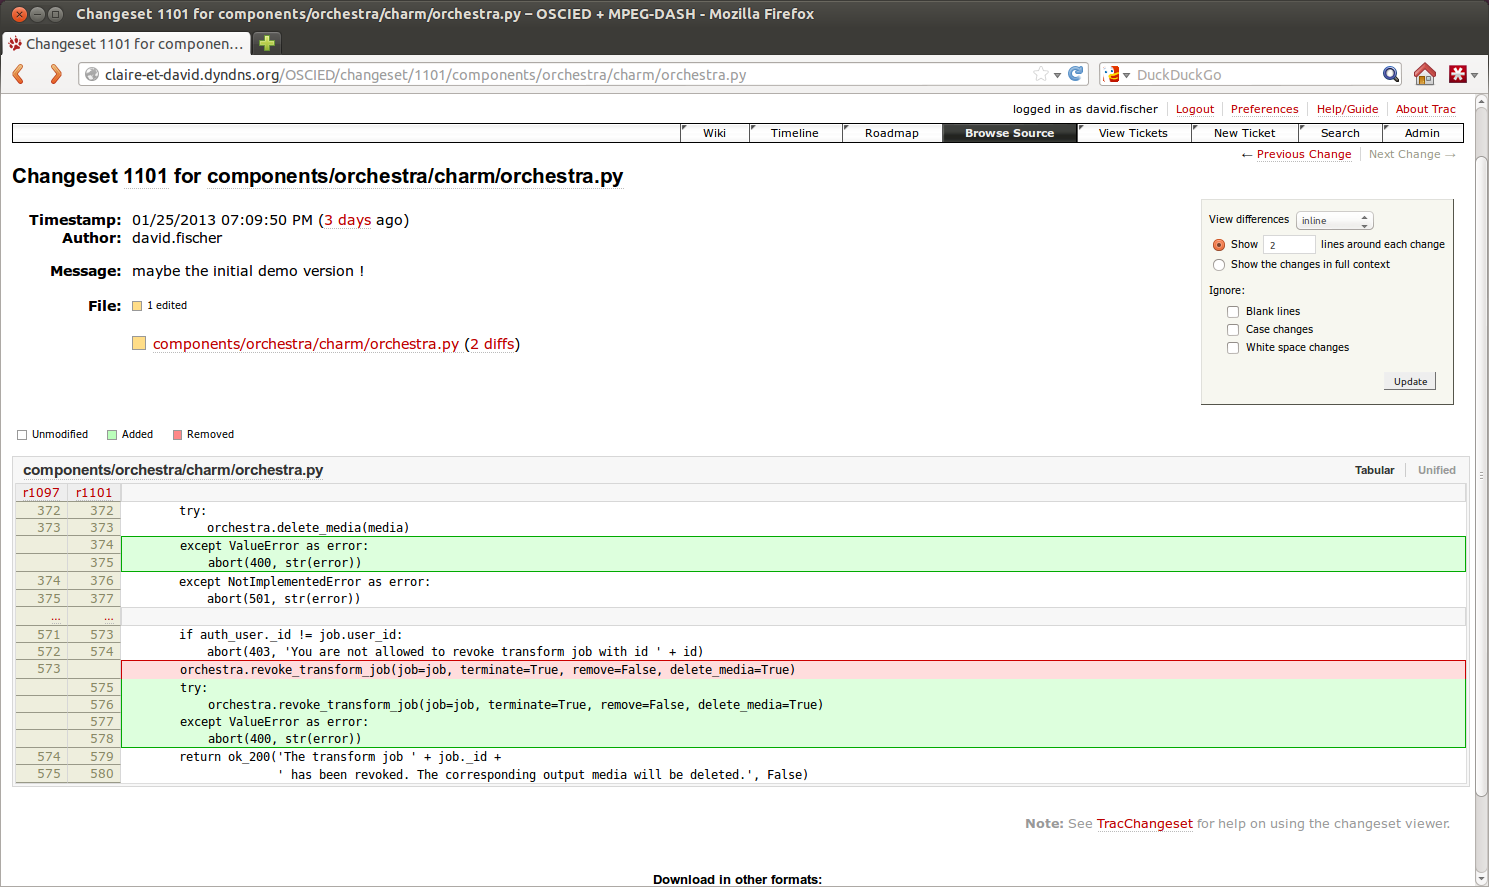 Changeset 1101 for components/orchestra/charm/orchestra.py – OSCIED + MPEG-DASH - Mozilla Firefox
Changeset 1101 for componen...
claire-et-david.dyndns.org/OSCIED/changeset/1101/components/orchestra/charm/orchestra.py
DuckDuckGo
logged in as david.fischer Logout Preferences Help/Guide About Trac
Wiki Timeline Roadmap Browse Source View Tickets New Ticket Search Admin
← Previous Change Next Change →
Changeset 1101 for components/orchestra/charm/orchestra.py
Timestamp: 01/25/2013 07:09:50 PM (3 days ago)
Author: david.fischer
Message: maybe the initial demo version !
File: 1 edited
components/orchestra/charm/orchestra.py (2 diffs)
View differences inline
Show 2 lines around each change
Show the changes in full context
Ignore:
Blank lines
Case changes
White space changes
Update
Unmodified Added Removed
components/orchestra/charm/orchestra.py Tabular Unified
r1097 r1101
372 372 try:
373 373 orchestra.delete_media(media)
374 except ValueError as error:
375 abort(400, str(error))
374 376 except NotImplementedError as error:
375 377 abort(501, str(error))
... ...
571 573 if auth_user._id != job.user_id:
572 574 abort(403, 'You are not allowed to revoke transform job with id ' + id)
573 orchestra.revoke_transform_job(job=job, terminate=True, remove=False, delete_media=True)
575 try:
576 orchestra.revoke_transform_job(job=job, terminate=True, remove=False, delete_media=True)
577 except ValueError as error:
578 abort(400, str(error))
574 579 return ok_200('The transform job ' + job._id +
575 580 ' has been revoked. The corresponding output media will be deleted.', False)
Note: See TracChangeset for help on using the changeset viewer.
Download in other formats: